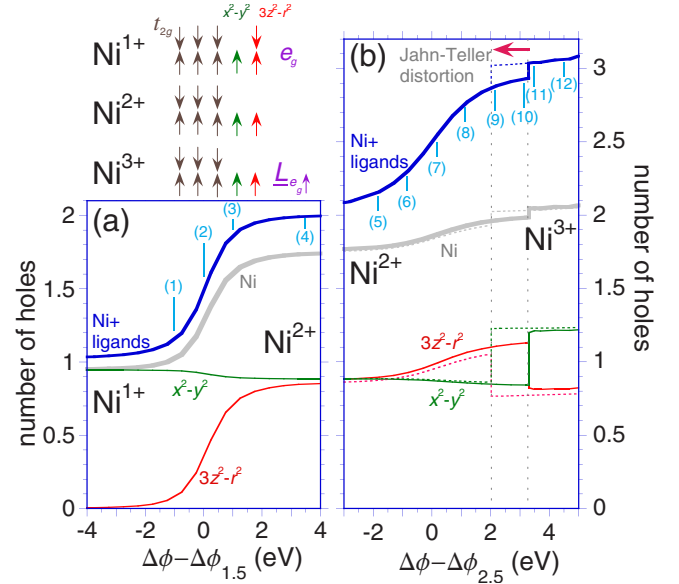 t2g x²−y² 3z²−r²
Ni1+ eg
Ni2+
Ni3+ L eg↑
(a)
2
1.5
1
0.5
0
number of holes
(1)
(2)
(3)
(4)
Ni+
ligands
Ni
Ni2+
x²−y²
Ni1+
3z²−r²
-4 -2 0 2 4
Δϕ−Δϕ1.5 (eV)
(b)
Jahn-Teller
distortion
3
2.5
2
1.5
1
0.5
0
number of holes
Ni+
ligands
(5)
(6)
(7)
(8)
(9)
(10)
(11)
(12)
Ni
Ni2+
Ni3+
3z²−r²
x²−y²
-2 0 2 4
Δϕ−Δϕ2.5 (eV)